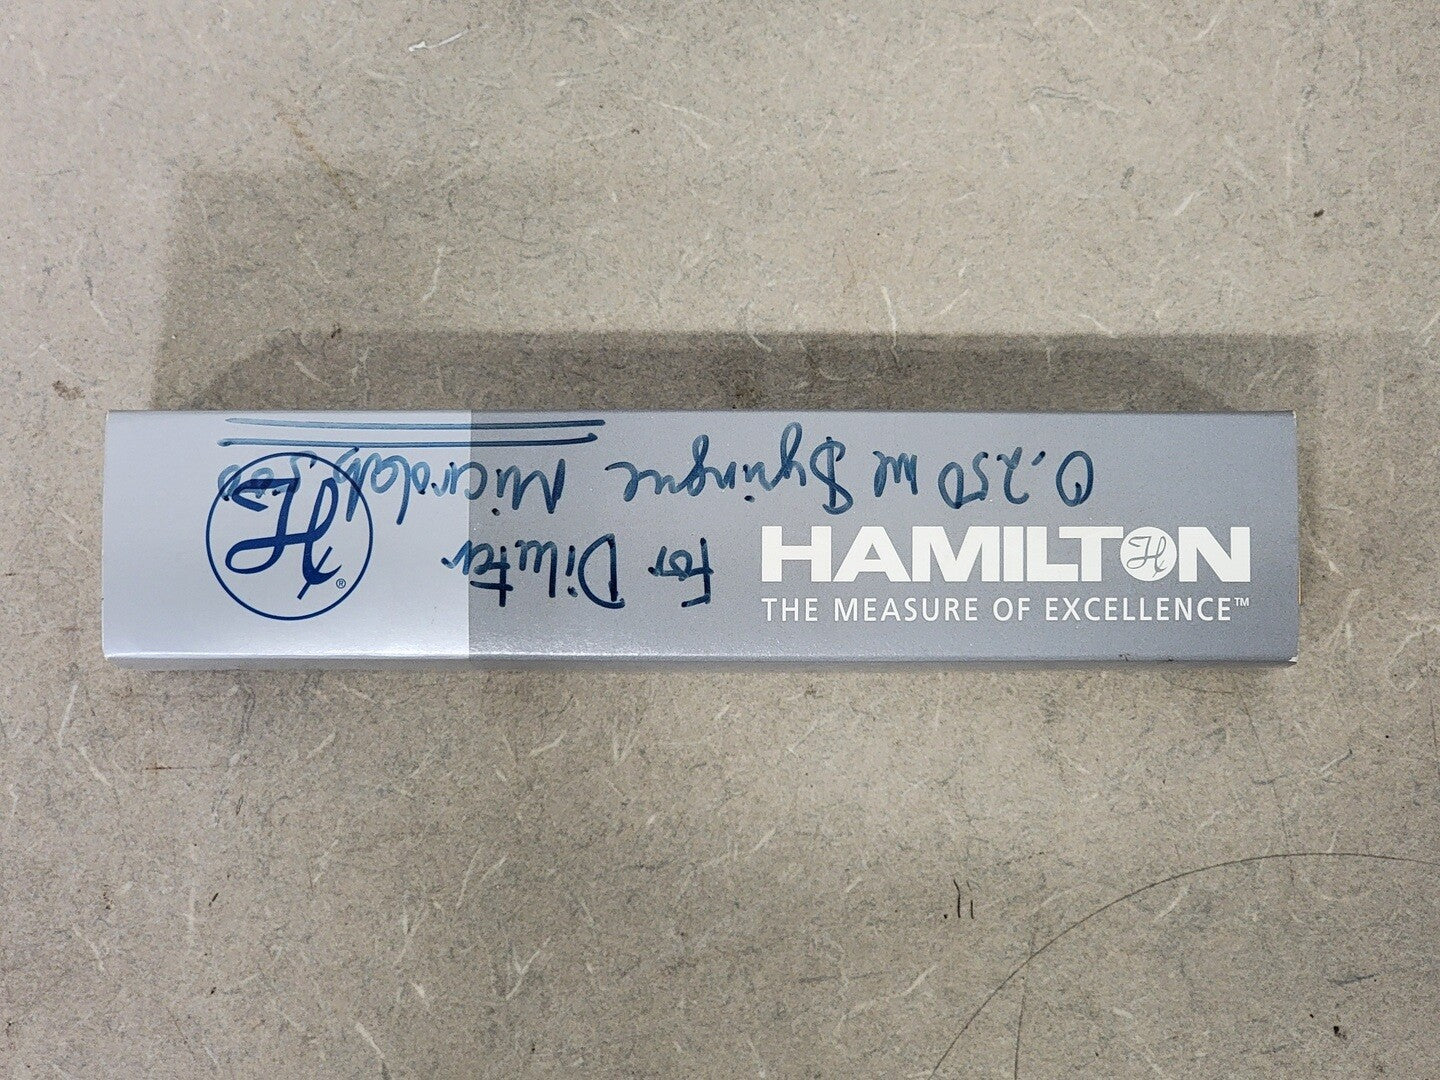 HAMILTON
THE MEASURE OF EXCELLENCE™
H ®
For Diluter
0.250 ml Syringe Microlab 500